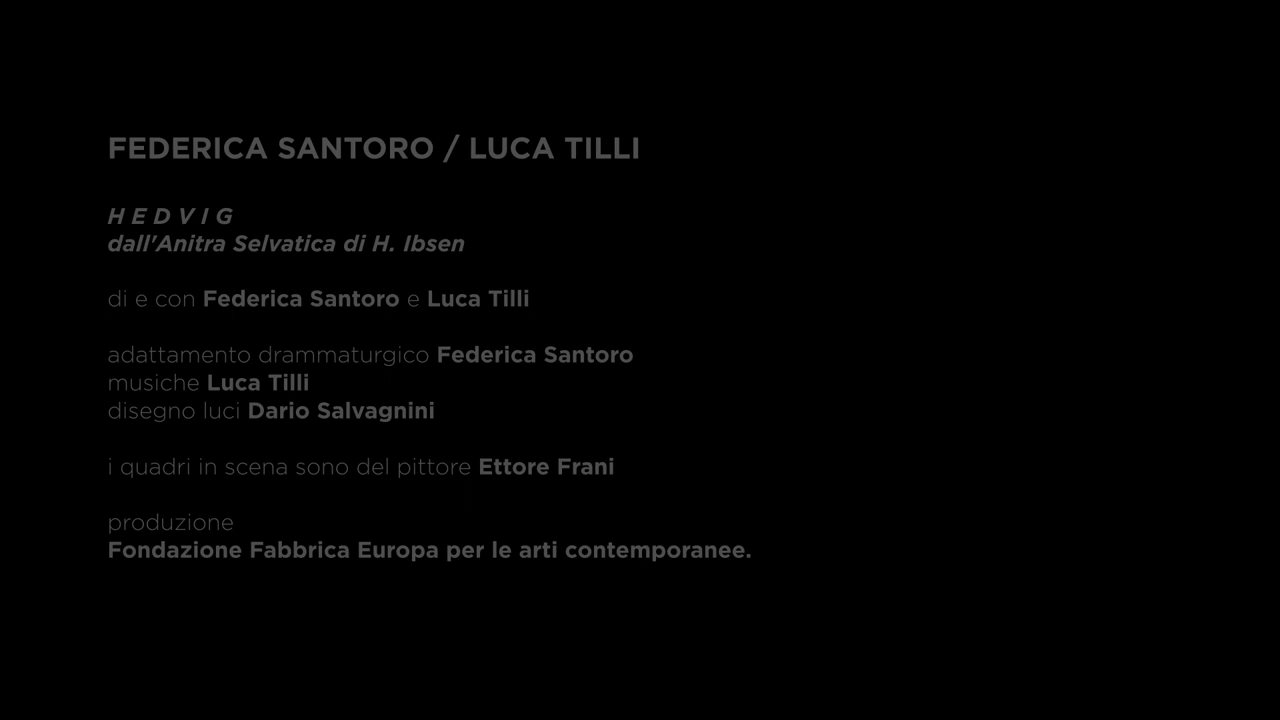 FEDERICA SANTORO / LUCA TILLI
H E D V I G
dall'Anitra Selvatica di H. Ibsen
di e con Federica Santoro e Luca Tilli
adattamento drammaturgico Federica Santoro
musiche Luca Tilli
disegno luci Dario Salvagnini
i quadri in scena sono del pittore Ettore Frani
produzione
Fondazione Fabbrica Europa per le arti contemporanee.